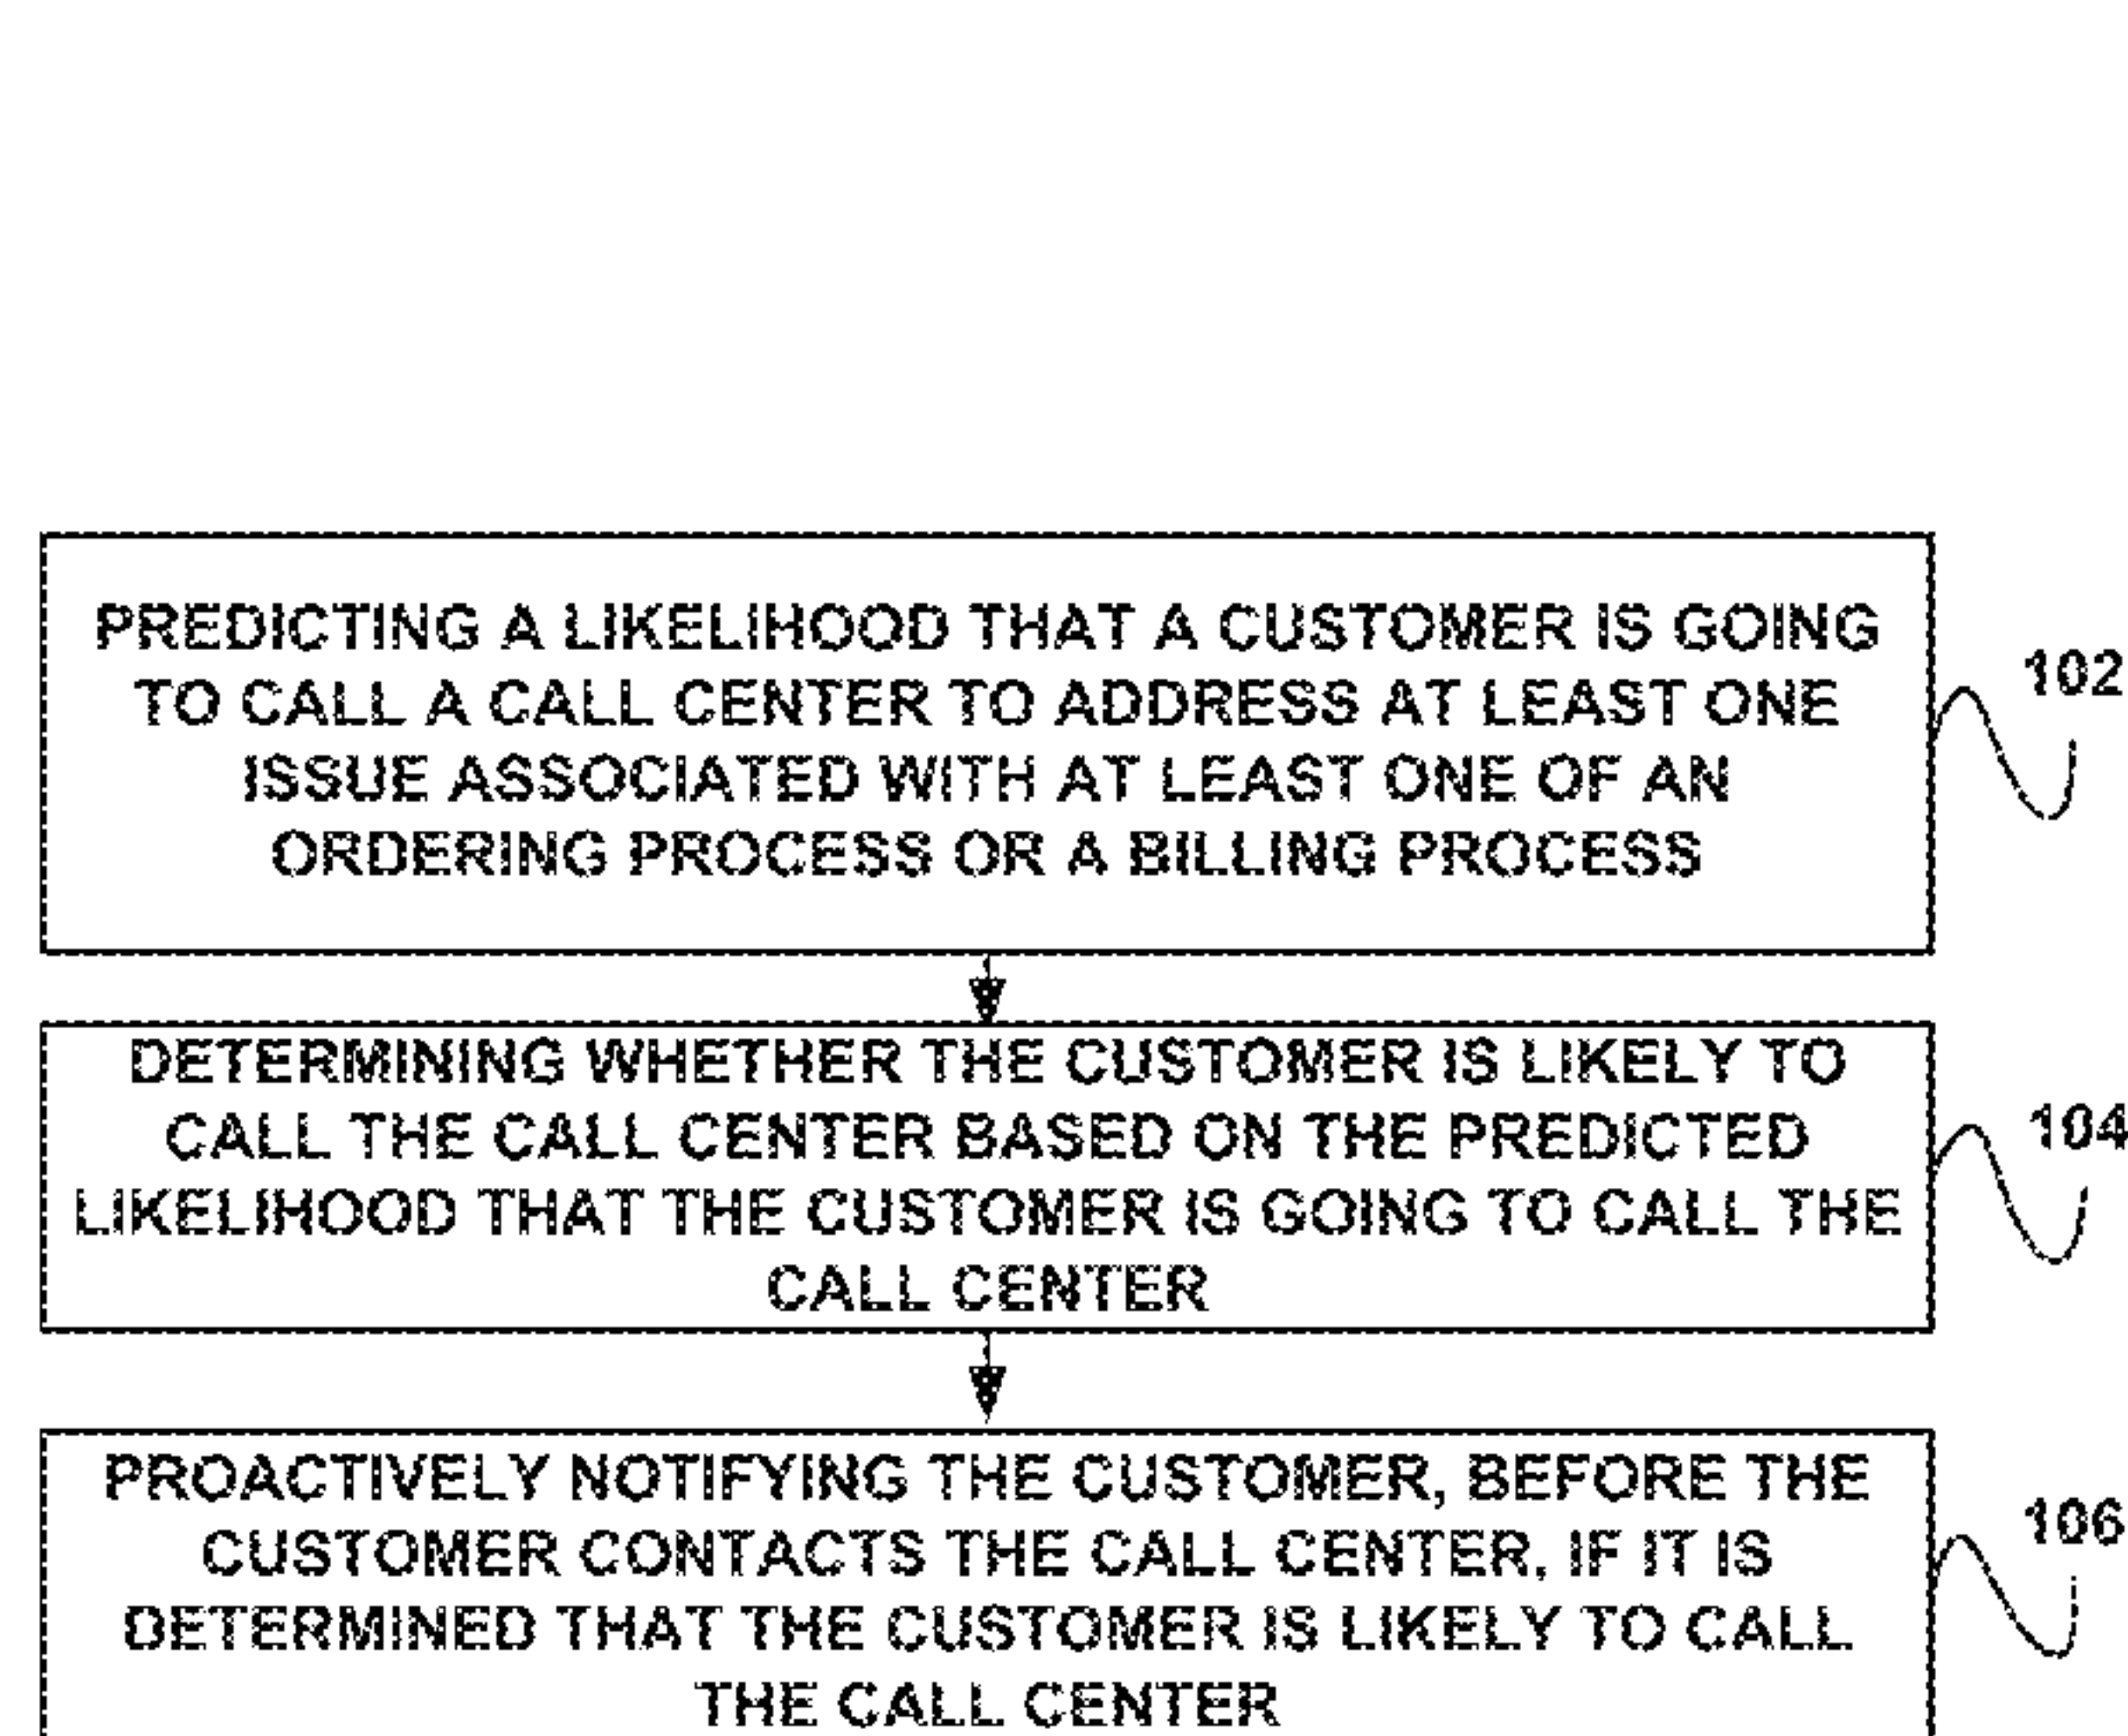 PREDICTING A LIKELIHOOD THAT A CUSTOMER IS GOING
TO CALL A CALL CENTER TO ADDRESS AT LEAST ONE
ISSUE ASSOCIATED WITH AT LEAST ONE OF AN
ORDERING PROCESS OR A BILLING PROCESS
102
DETERMINING WHETHER THE CUSTOMER IS LIKELY TO
CALL THE CALL CENTER BASED ON THE PREDICTED
LIKELIHOOD THAT THE CUSTOMER IS GOING TO CALL THE
CALL CENTER
104
PROACTIVELY NOTIFYING THE CUSTOMER, BEFORE THE
CUSTOMER CONTACTS THE CALL CENTER, IF IT IS
DETERMINED THAT THE CUSTOMER IS LIKELY TO CALL
THE CALL CENTER
106